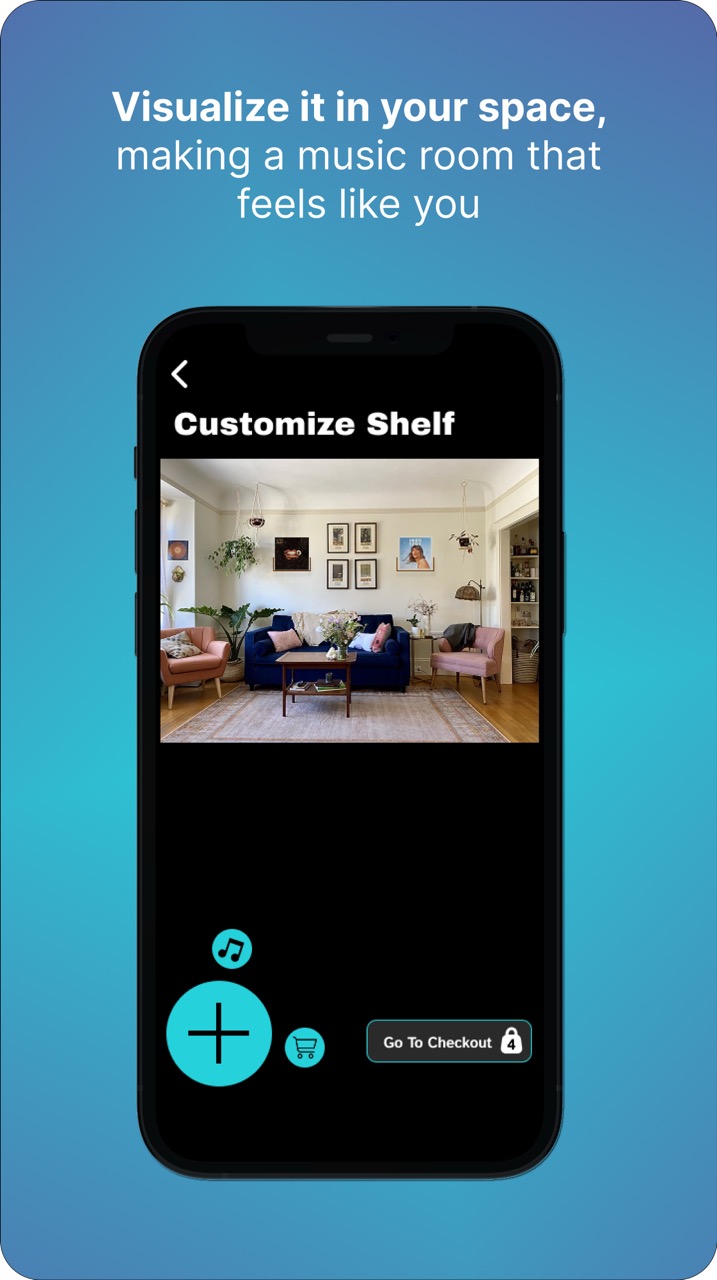 Visualize it in your space,
making a music room that
feels like you
Customize Shelf
Go To Checkout 4